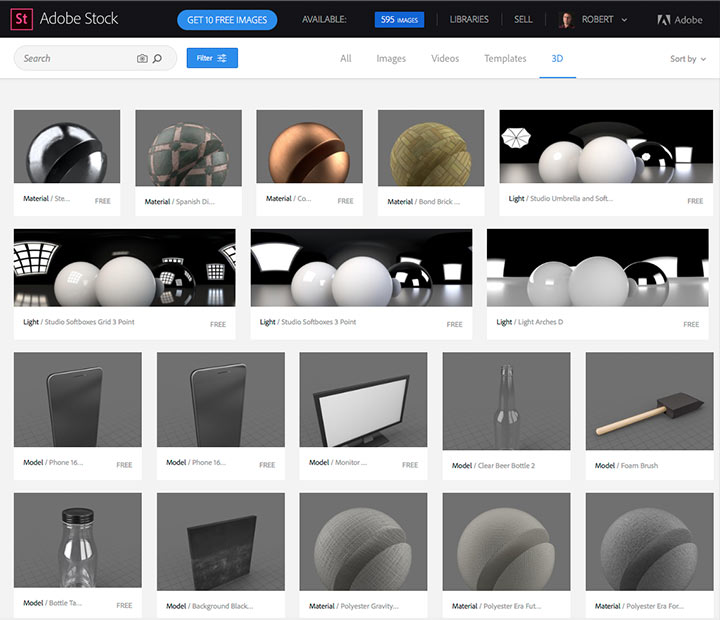 St Adobe Stock GET 10 FREE IMAGES AVAILABLE: 595 IMAGES LIBRARIES SELL ROBERT Adobe
Search Filter All Images Videos Templates 3D Sort by
Material / Ste... FREE Material / Spanish Di... Material / Co... FREE Material / Bond Brick ... Light / Studio Umbrella and Soft... FREE
Light / Studio Softboxes Grid 3 Point FREE Light / Studio Softboxes 3 Point FREE Light / Light Arches D FREE
Model / Phone 16... FREE Model / Phone 16... FREE Model / Monitor ... FREE Model / Clear Beer Bottle 2 Model / Foam Brush
Model / Bottle Ta... FREE Model / Background Black... Material / Polyester Gravity... Material / Polyester Era Fut... Material / Polyester Era For...